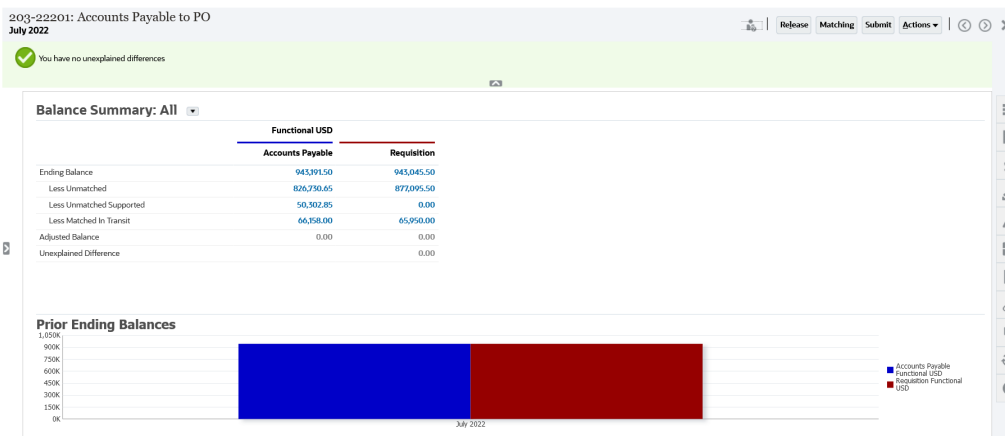 203-22201: Accounts Payable to PO
July 2022
Release Matching Submit Actions
You have no unexplained differences
Balance Summary: All
Functional USD
Accounts Payable Requisition
Ending Balance 943,191.50 943,045.50
Less Unmatched 826,730.65 877,095.50
Less Unmatched Supported 50,302.85 0.00
Less Matched In Transit 66,158.00 65,950.00
Adjusted Balance 0.00 0.00
Unexplained Difference 0.00
Prior Ending Balances
1,050K
900K
750K
600K
450K
300K
150K
0K
July 2022
Accounts Payable
Functional USD
Requisition Functional
USD